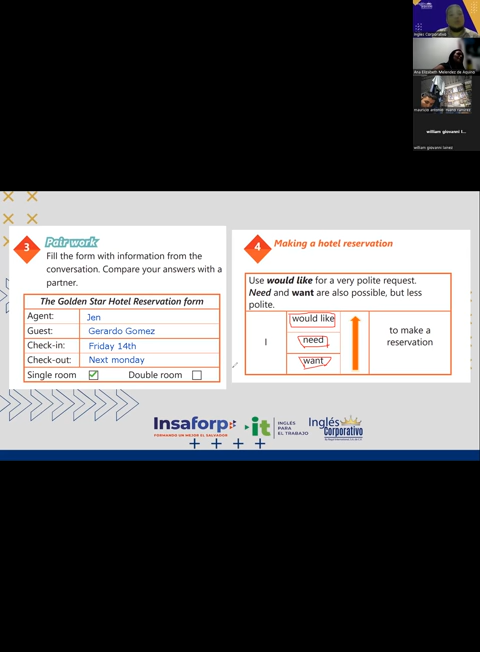 Inglés Corporativo
Ana Elizabeth Melendez de Aquino
william giovanni l...
william giovanni lainez
3
Pair work
Fill the form with information from the
conversation. Compare your answers with a
partner.
The Golden Star Hotel Reservation form
Agent: Jen
Guest: Gerardo Gomez
Check-in: Friday 14th
Check-out: Next monday
Single room Double room
4
Making a hotel reservation
Use would like for a very polite request.
Need and want are also possible, but less
polite.
I
would like
need
want
to make a
reservation
Insaforp
FORMANDO UN MEJOR EL SALVADOR
it
INGLÉS
PARA
EL TRABAJO
Inglés
Corporativo